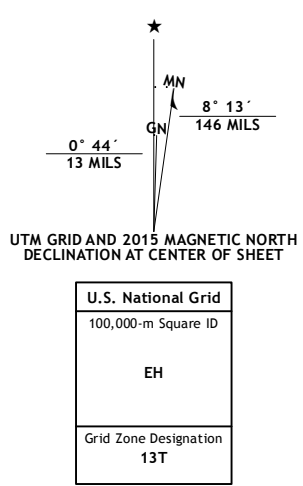 ★
MN
GN
8° 13´
146 MILS
0° 44´
13 MILS
UTM GRID AND 2015 MAGNETIC NORTH
DECLINATION AT CENTER OF SHEET
U.S. National Grid
100,000-m Square ID
EH
Grid Zone Designation
13T